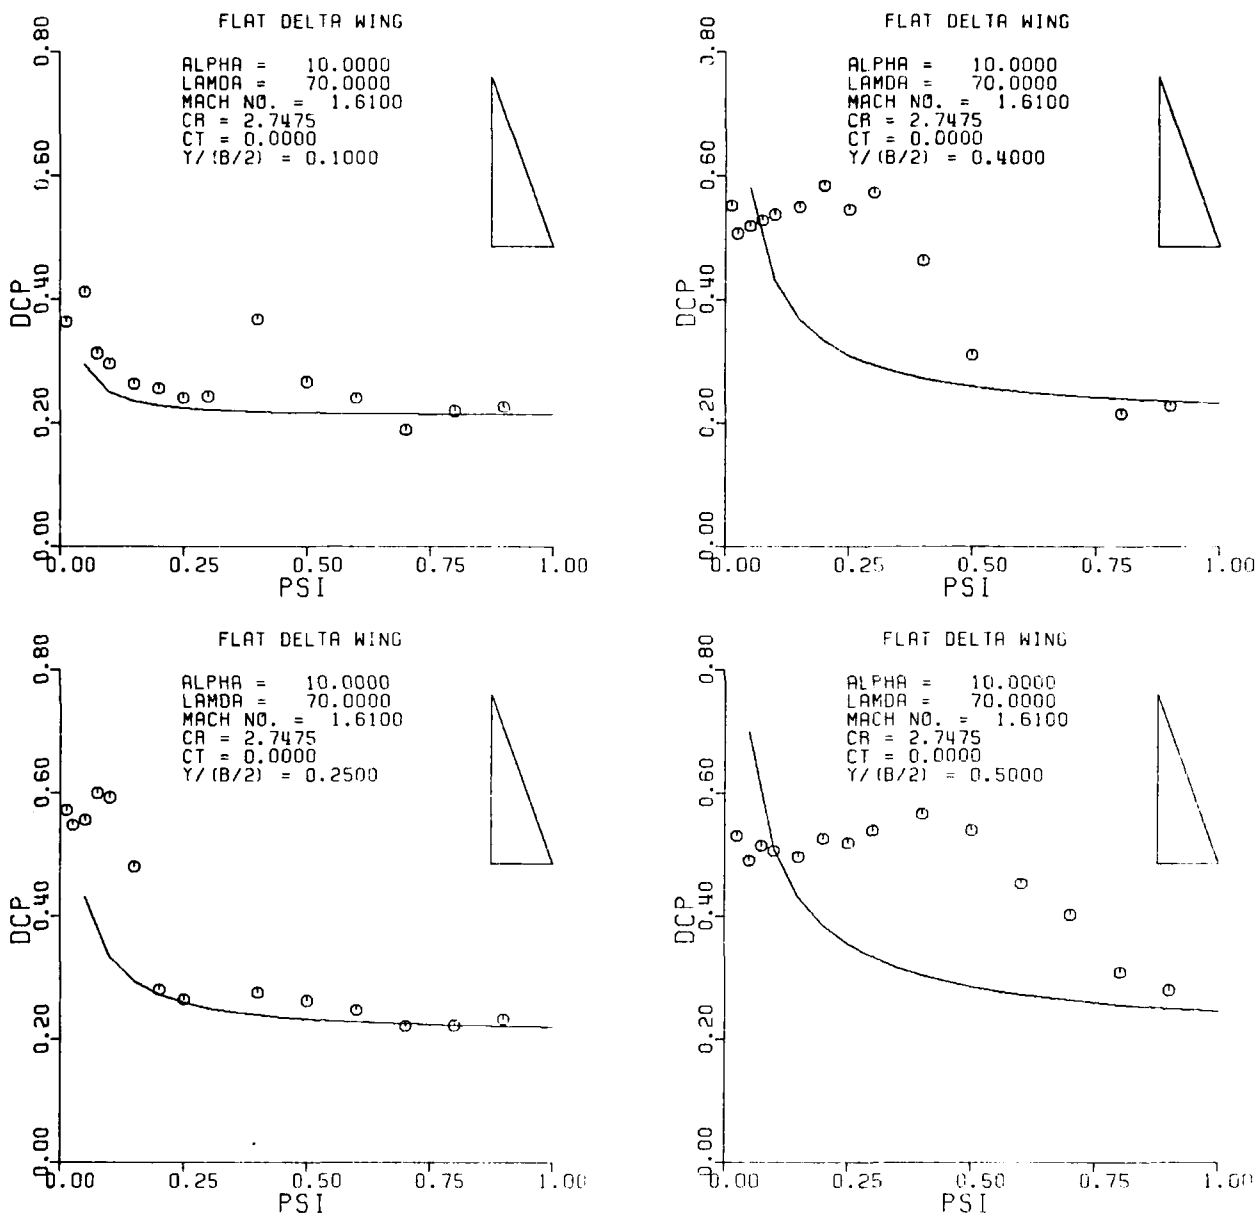 FLAT DELTA WING
ALPHA = 10.0000
LAMDA = 70.0000
MACH NO. = 1.6100
CR = 2.7475
CT = 0.0000
Y/(B/2) = 0.1000
DCP
0.80
0.60
0.40
0.20
0.00
0.00 0.25 0.50 0.75 1.00
PSI
FLAT DELTA WING
ALPHA = 10.0000
LAMDA = 70.0000
MACH NO. = 1.6100
CR = 2.7475
CT = 0.0000
Y/(B/2) = 0.4000
DCP
0.80
0.60
0.40
0.20
0.00
0.00 0.25 0.50 0.75 1.00
PSI
FLAT DELTA WING
ALPHA = 10.0000
LAMDA = 70.0000
MACH NO. = 1.6100
CR = 2.7475
CT = 0.0000
Y/(B/2) = 0.2500
DCP
0.80
0.60
0.40
0.20
0.00
0.00 0.25 0.50 0.75 1.00
PSI
FLAT DELTA WING
ALPHA = 10.0000
LAMDA = 70.0000
MACH NO. = 1.6100
CR = 2.7475
CT = 0.0000
Y/(B/2) = 0.5000
DCP
0.80
0.60
0.40
0.20
0.00
0.00 0.25 0.50 0.75 1.00
PSI